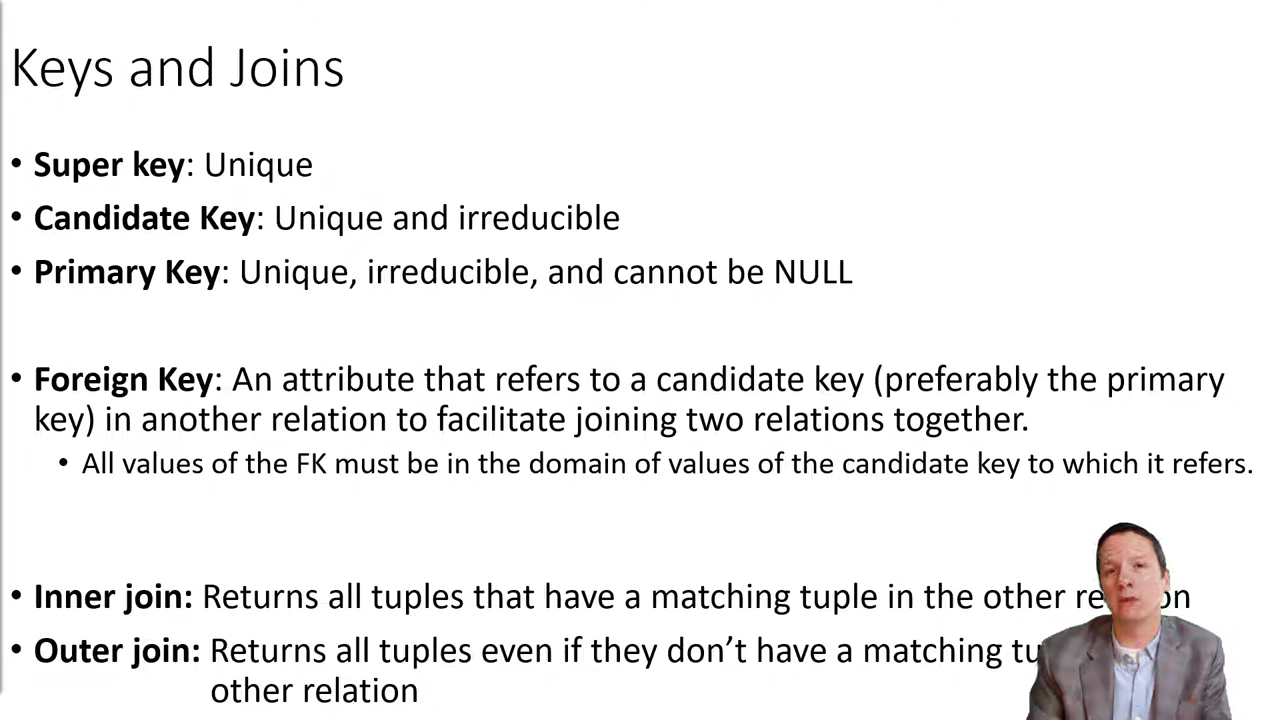 Keys and Joins
• Super key: Unique
• Candidate Key: Unique and irreducible
• Primary Key: Unique, irreducible, and cannot be NULL
• Foreign Key: An attribute that refers to a candidate key (preferably the primary
key) in another relation to facilitate joining two relations together.
• All values of the FK must be in the domain of values of the candidate key to which it refers.
• Inner join: Returns all tuples that have a matching tuple in the other
• Outer join: Returns all tuples even if they don’t have a matching
other relation